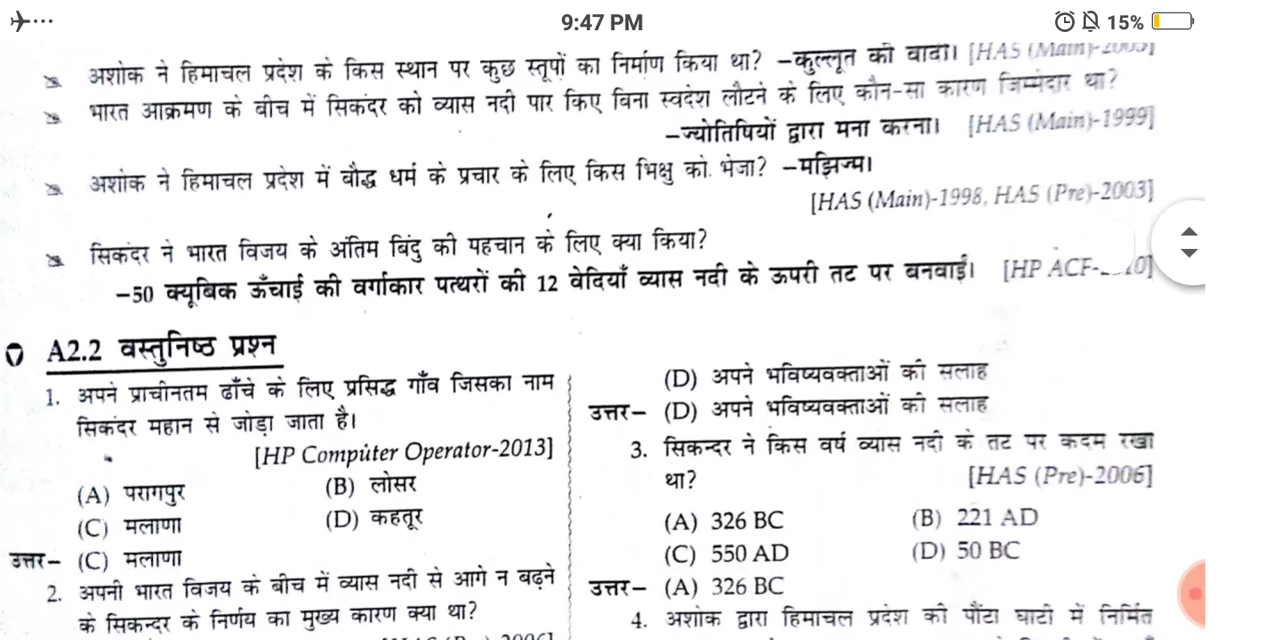 9:47 PM
15%
अशोक ने हिमाचल प्रदेश के किस स्थान पर कुछ स्तूपों का निर्माण किया था? –कुल्लूत की वादी। [HAS (Main)-2005]
भारत आक्रमण के बीच में सिकंदर को व्यास नदी पार किए बिना स्वदेश लौटने के लिए कौन-सा कारण जिम्मेदार था?
–ज्योतिषियों द्वारा मना करना। [HAS (Main)-1999]
अशोक ने हिमाचल प्रदेश में बौद्ध धर्म के प्रचार के लिए किस भिक्षु को भेजा? –मझिज्म।
[HAS (Main)-1998, HAS (Pre)-2003]
सिकंदर ने भारत विजय के अंतिम बिंदु की पहचान के लिए क्या किया?
–50 क्यूबिक ऊँचाई की वर्गाकार पत्थरों की 12 वेदियाँ व्यास नदी के ऊपरी तट पर बनवाईं। [HP ACF-
A2.2 वस्तुनिष्ठ प्रश्न
1. अपने प्राचीनतम ढाँचे के लिए प्रसिद्ध गाँव जिसका नाम
सिकंदर महान से जोड़ा जाता है।
[HP Computer Operator-2013]
(A) परागपुर (B) लोसर
(C) मलाणा (D) कहतूर
उत्तर– (C) मलाणा
2. अपनी भारत विजय के बीच में व्यास नदी से आगे न बढ़ने
के सिकन्दर के निर्णय का मुख्य कारण क्या था?
(D) अपने भविष्यवक्ताओं की सलाह
उत्तर– (D) अपने भविष्यवक्ताओं की सलाह
3. सिकन्दर ने किस वर्ष व्यास नदी के तट पर कदम रखा
था? [HAS (Pre)-2006]
(A) 326 BC (B) 221 AD
(C) 550 AD (D) 50 BC
उत्तर– (A) 326 BC
4. अशोक द्वारा हिमाचल प्रदेश की पौंटा घाटी में निर्मित